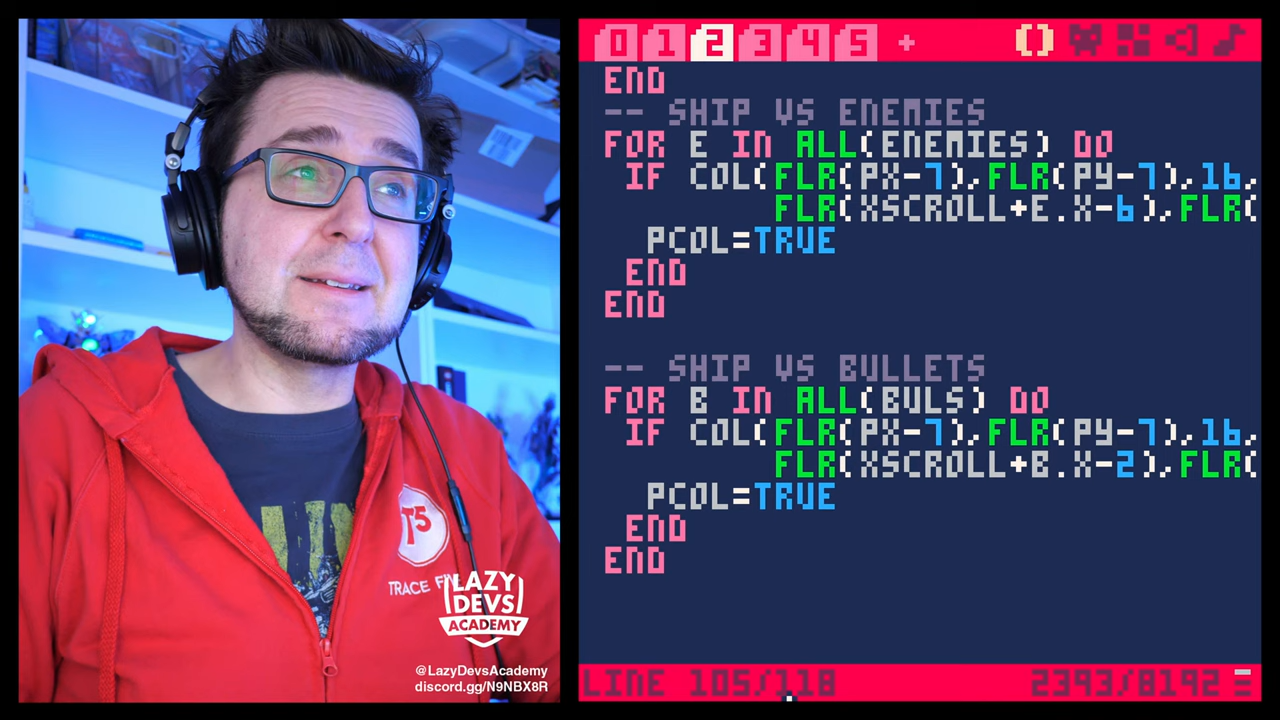 T5
TRACE
LAZY
DEVS
ACADEMY
@LazyDevsAcademy
discord.gg/N9NBX8R
0 1 2 3 4 5 +
END
-- SHIP VS ENEMIES
FOR E IN ALL(ENEMIES) DO
IF COL(FLR(PX-7),FLR(PY-7),16,
FLR(XSCROLL+E.X-6),FLR(
PCOL=TRUE
END
END
-- SHIP VS BULLETS
FOR B IN ALL(BULS) DO
IF COL(FLR(PX-7),FLR(PY-7),16,
FLR(XSCROLL+B.X-2),FLR(
PCOL=TRUE
END
END
LINE 105/118
2393/8192